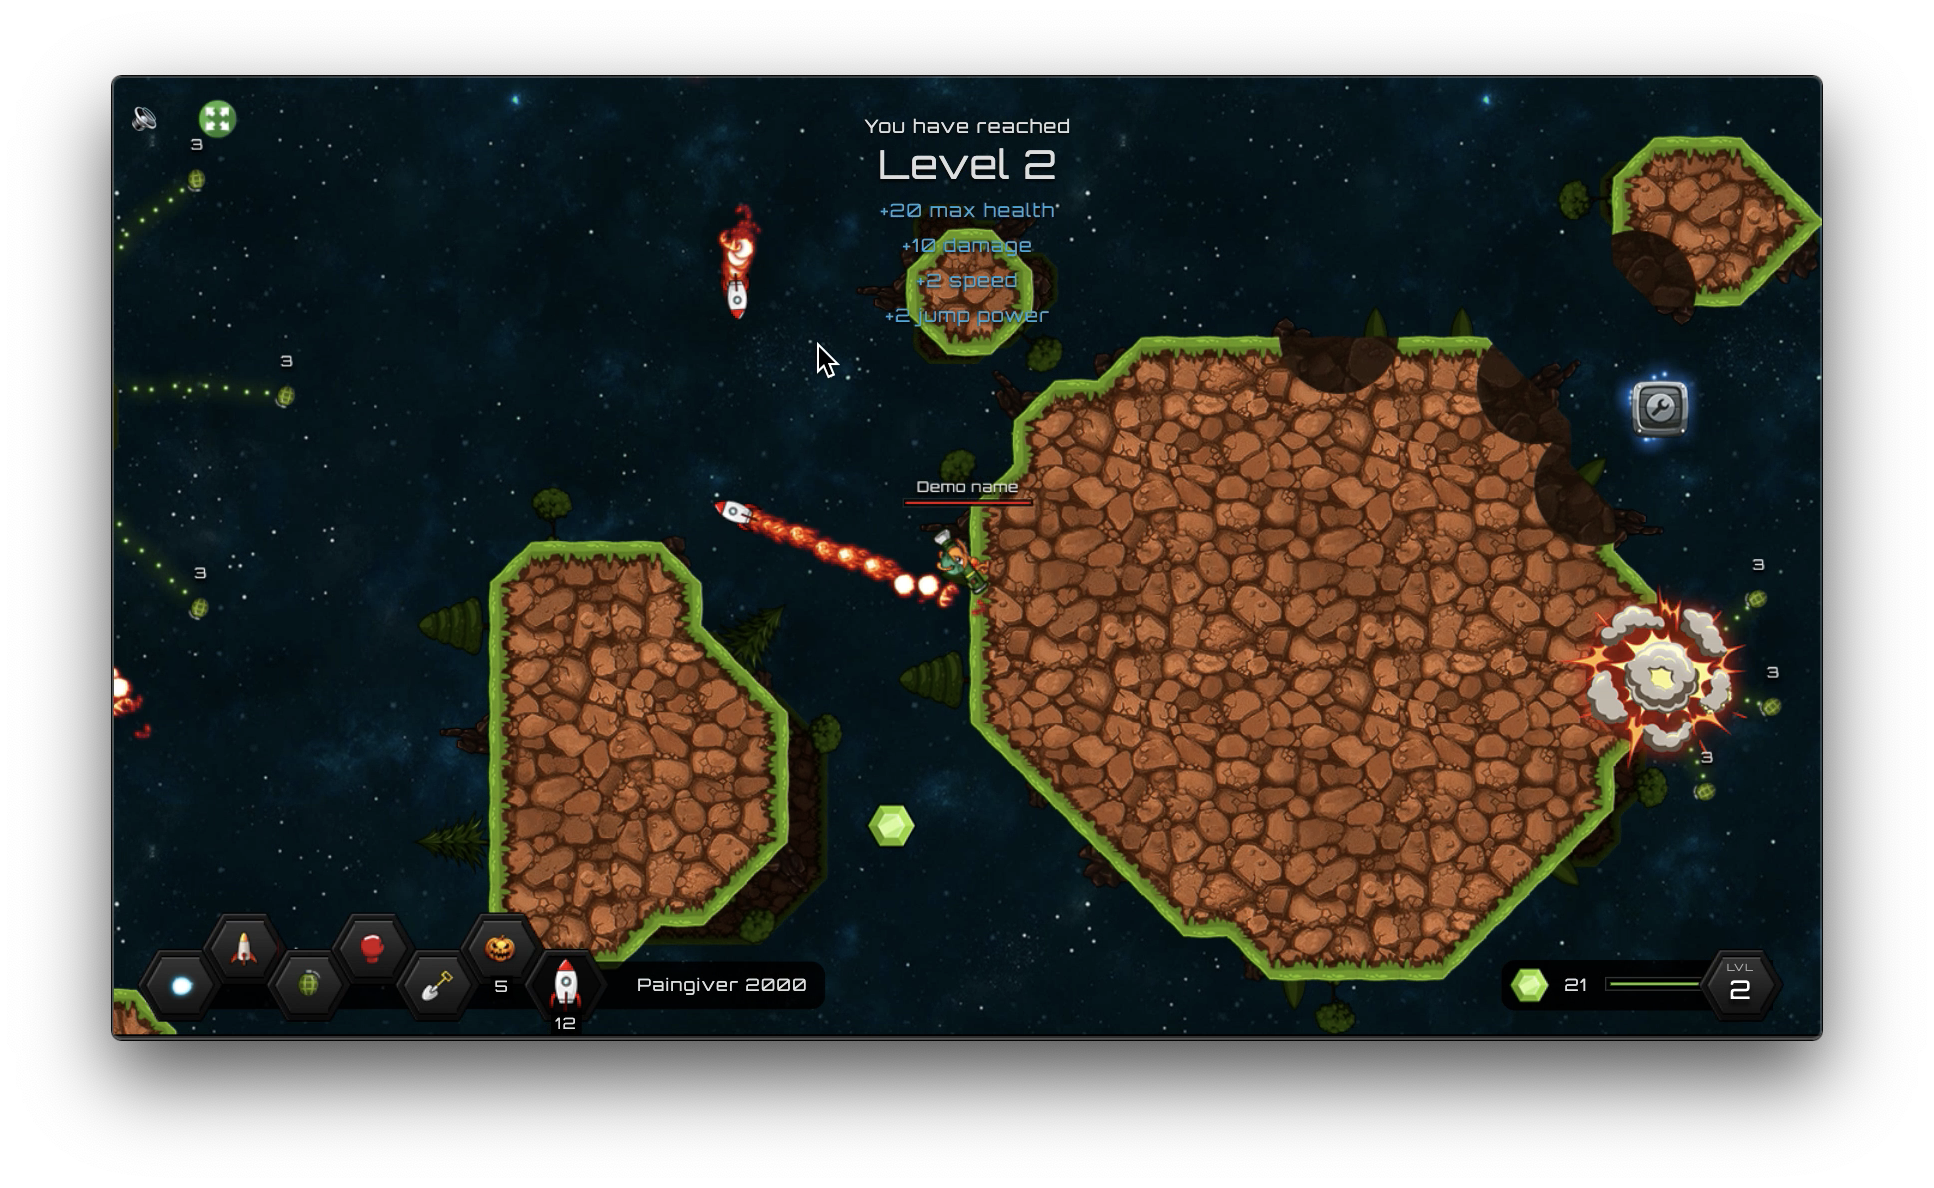 You have reached
Level 2
+20 max health
+10 damage
+2 speed
+2 jump power
3
3
3
Demo name
3
3
3
5
12
Paingiver 2000
21
LVL
2